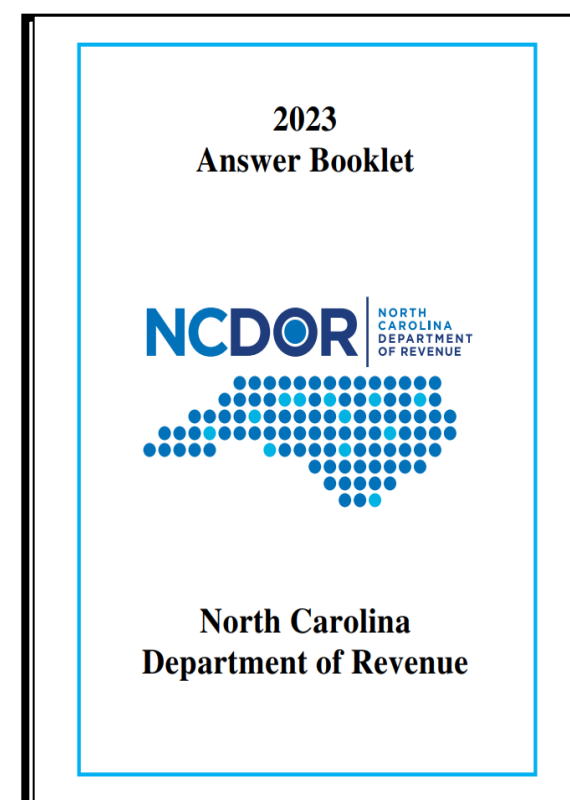 2023
Answer Booklet
NCDOR
NORTH
CAROLINA
DEPARTMENT
OF REVENUE
North Carolina
Department of Revenue